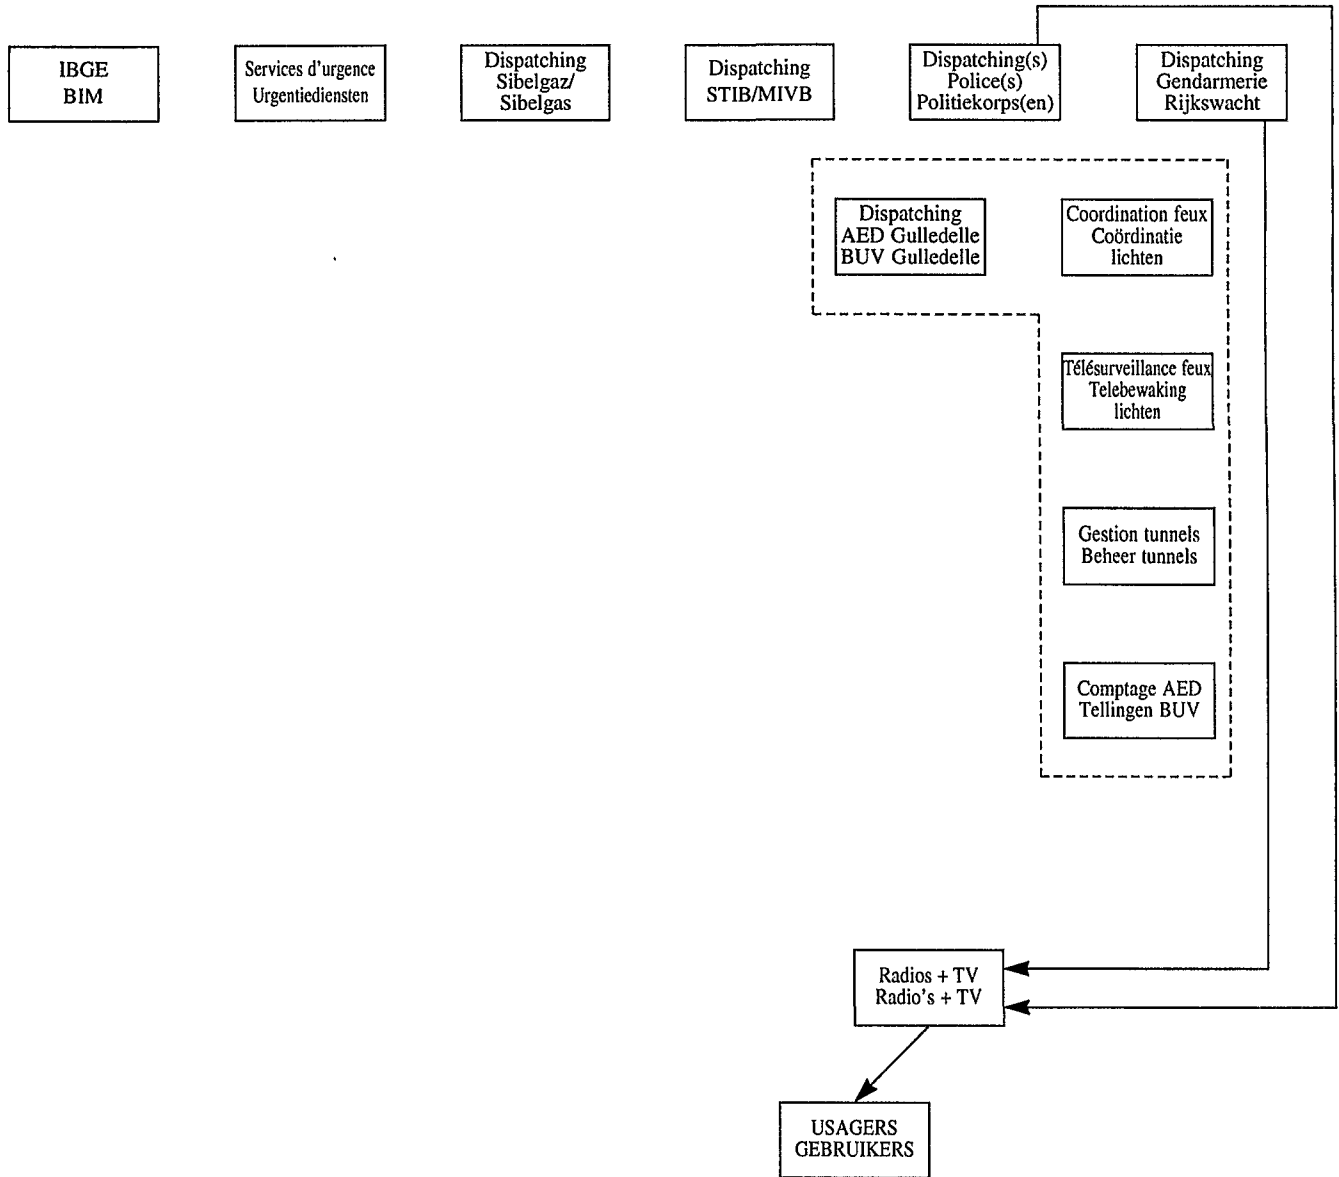 IBGE
BIM
Services d'urgence
Urgentiediensten
Dispatching
Sibelgaz/
Sibelgas
Dispatching
STIB/MIVB
Dispatching(s)
Police(s)
Politiekorps(en)
Dispatching
Gendarmerie
Rijkswacht
Dispatching
AED Gulledelle
BUV Gulledelle
Coordination feux
Coördinatie
lichten
Télésurveillance feux
Telebewaking
lichten
Gestion tunnels
Beheer tunnels
Comptage AED
Tellingen BUV
Radios + TV
Radio's + TV
USAGERS
GEBRUIKERS